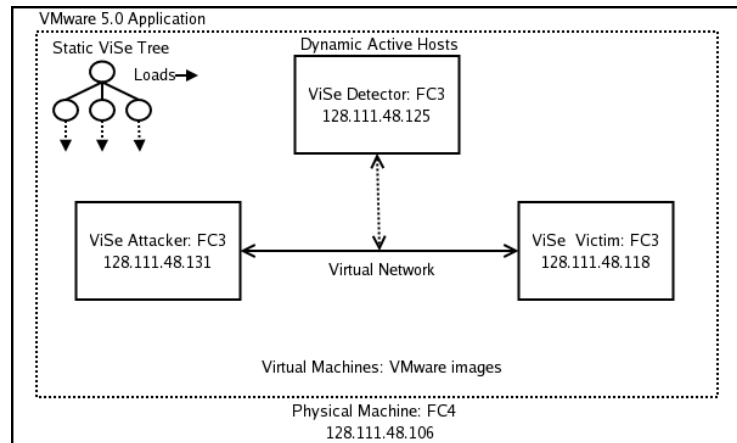 VMware 5.0 Application
Static ViSe Tree
Loads
Dynamic Active Hosts
ViSe Detector: FC3
128.111.48.125
ViSe Attacker: FC3
128.111.48.131
Virtual Network
ViSe Victim: FC3
128.111.48.118
Virtual Machines: VMware images
Physical Machine: FC4
128.111.48.106